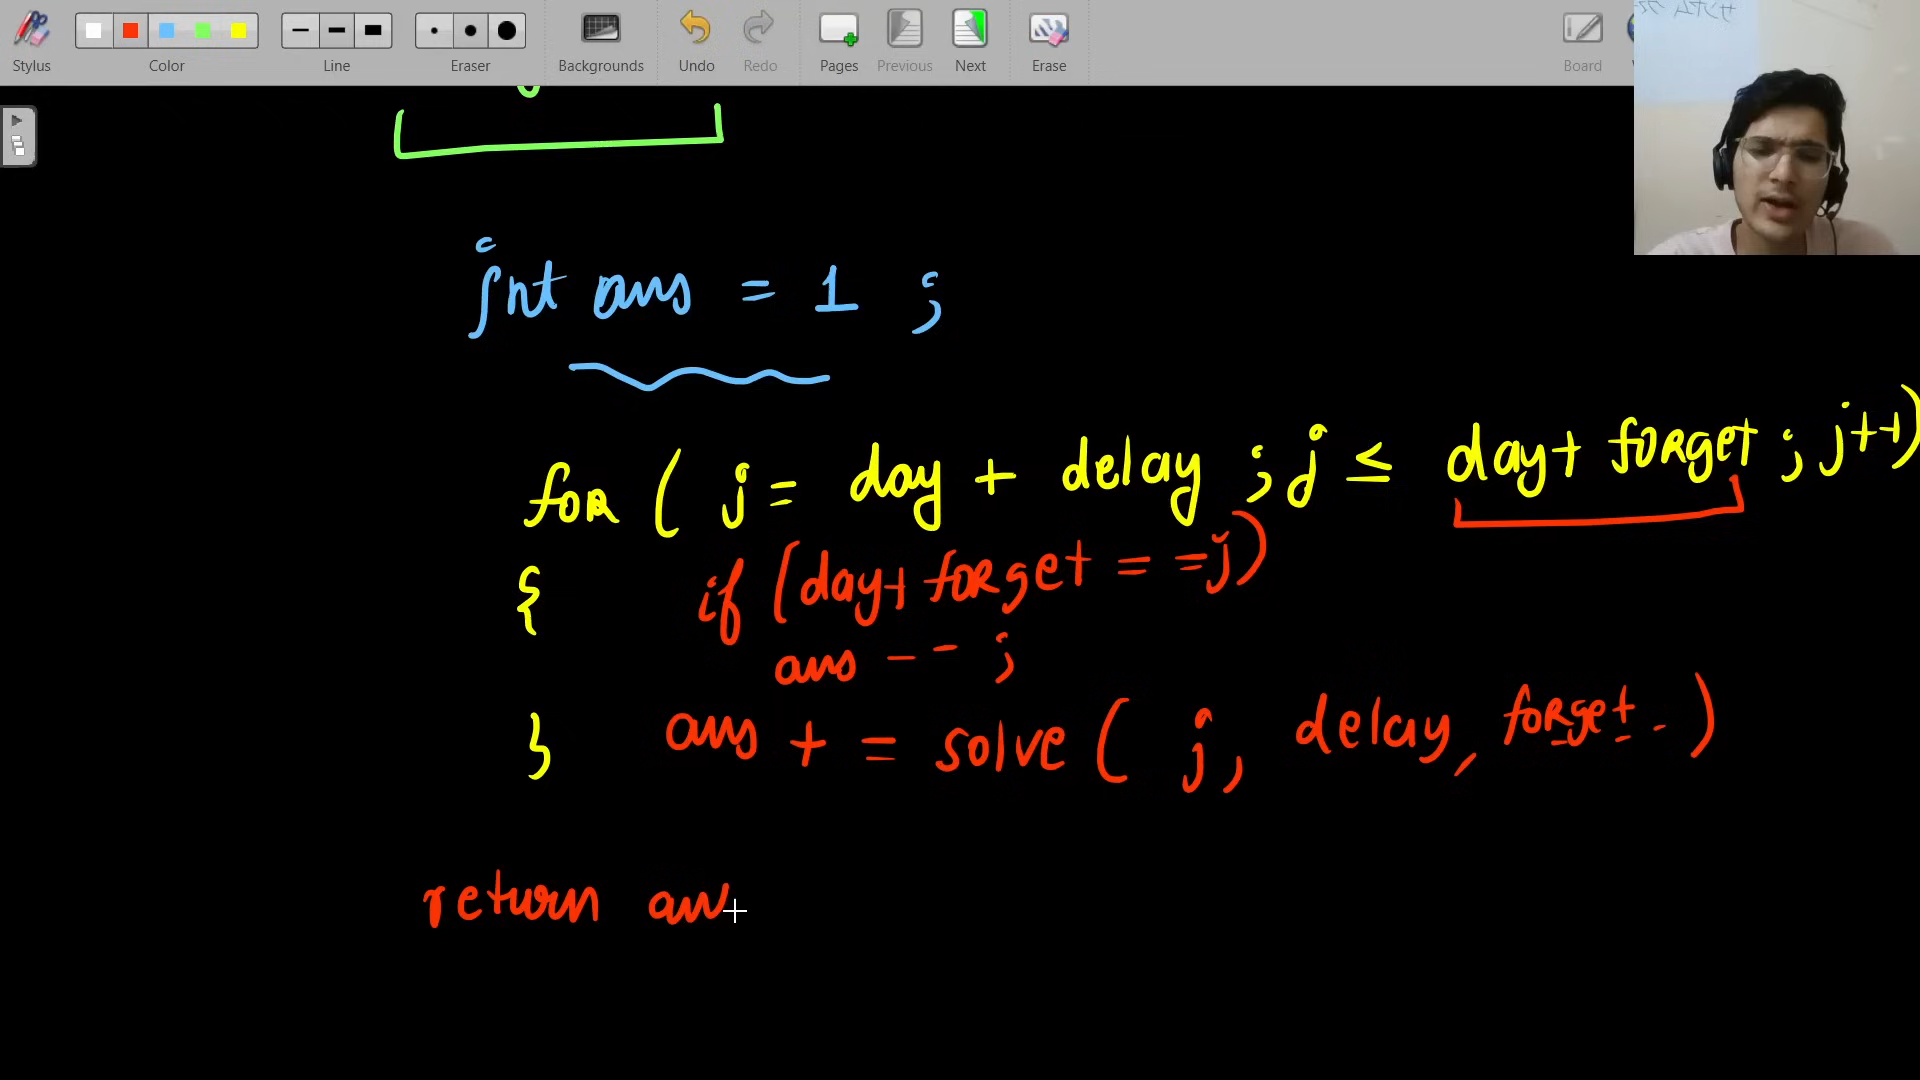 Stylus
Color
Line
Eraser
Backgrounds
Undo
Redo
Pages
Previous
Next
Erase
Board
int ans = 1 ;
for ( j = day + delay ; j ≤ day + forget ; j++)
{ if (day + forget == j)
ans -- ;
} ans += solve ( j, delay, forget - )
return ans